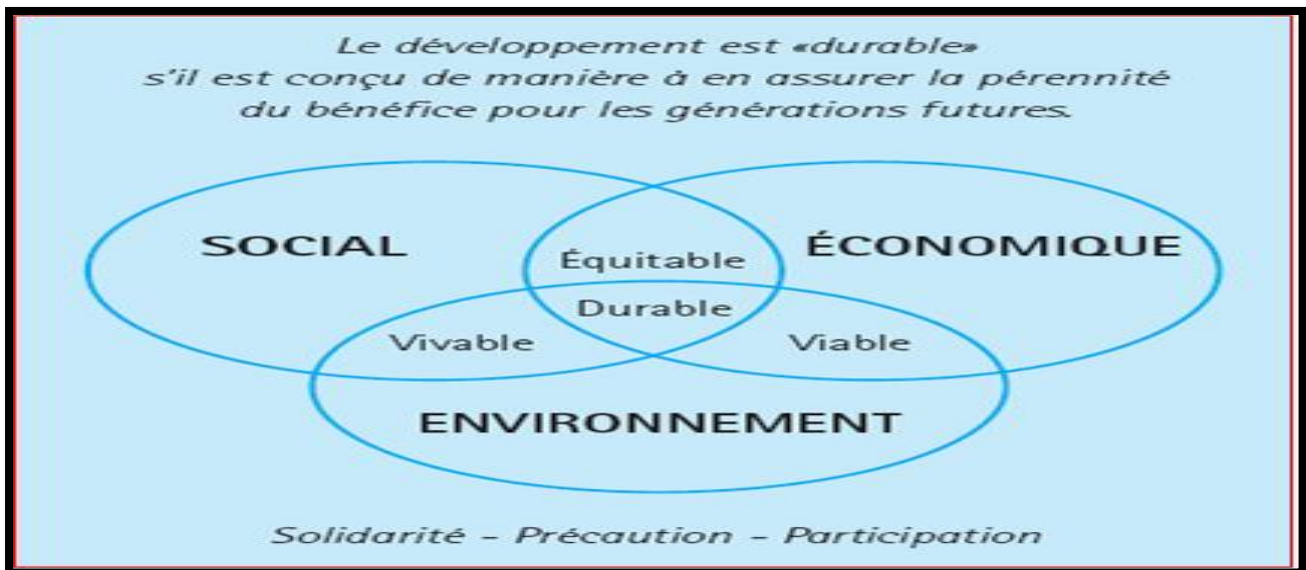 Le développement est «durable»
s'il est conçu de manière à en assurer la pérennité
du bénéfice pour les générations futures.
SOCIAL
ÉCONOMIQUE
Équitable
Durable
Vivable
Viable
ENVIRONNEMENT
Solidarité – Précaution – Participation